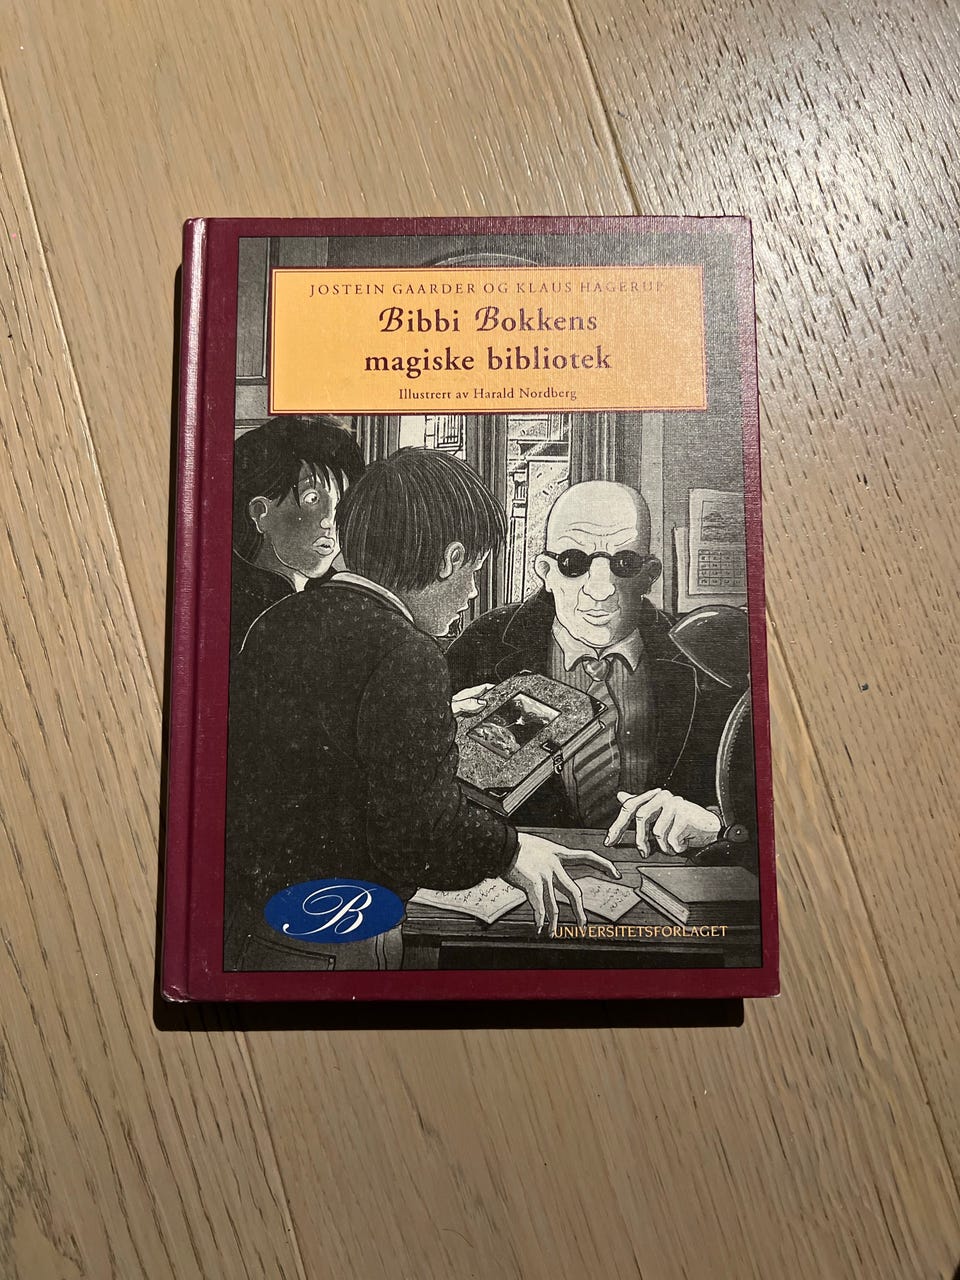 JOSTEIN GAARDER OG KLAUS HAGERUP
Bibbi Bokkens
magiske bibliotek
Illustrert av Harald Nordberg
B
UNIVERSITETSFORLAGET